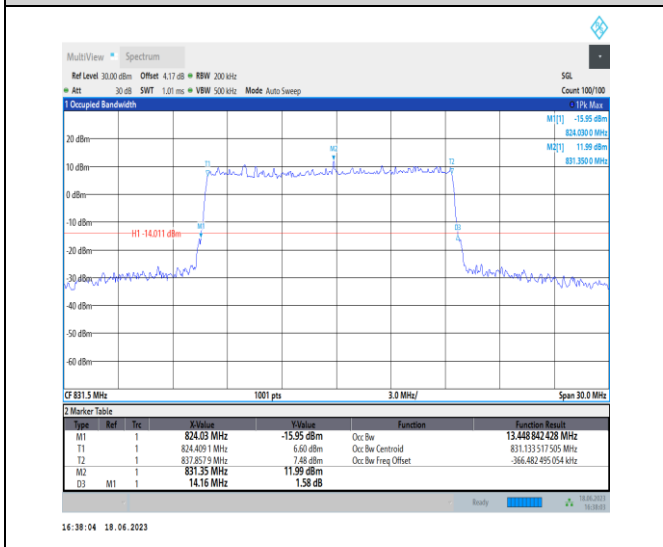 MultiView Spectrum
Ref Level 30.00 dBm Offset 4.17 dB RBW 200 kHz SGL
Att 30 dB SWT 1.01 ms VBW 500 kHz Mode Auto Sweep Count 100/100
1 Occupied Bandwidth 1Pk Max
M1[1] -15.95 dBm
824.030 0 MHz
M2[1] 11.99 dBm
831.350 0 MHz
20 dBm
M2
T1 T2
10 dBm
0 dBm
-10 dBm
M1 D3
H1 -14.011 dBm
-20 dBm
-30 dBm
-40 dBm
-50 dBm
-60 dBm
CF 831.5 MHz 1001 pts 3.0 MHz/ Span 30.0 MHz
2 Marker Table
Type Ref Trc X-Value Y-Value Function Function Result
M1 1 824.03 MHz -15.95 dBm Occ Bw 13.448 842 428 MHz
T1 1 824.409 1 MHz 6.60 dBm Occ Bw Centroid 831.133 517 505 MHz
T2 1 837.857 9 MHz 7.48 dBm Occ Bw Freq Offset -366.482 495 054 kHz
M2 1 831.35 MHz 11.99 dBm
D3 M1 1 14.16 MHz 1.58 dB
Ready 18.06.2023
16:38:03
16:38:04 18.06.2023